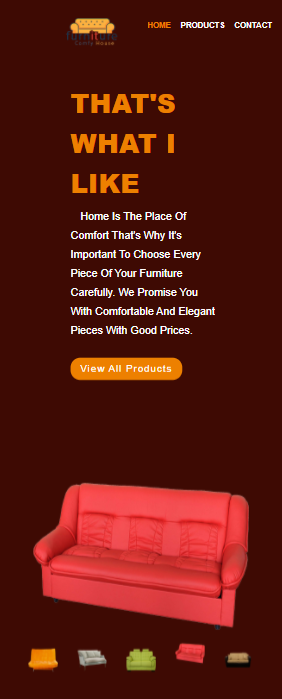 furniture
Comfy House
HOME PRODUCTS CONTACT
THAT'S
WHAT I
LIKE
Home Is The Place Of
Comfort That's Why It's
Important To Choose Every
Piece Of Your Furniture
Carefully. We Promise You
With Comfortable And Elegant
Pieces With Good Prices.
View All Products